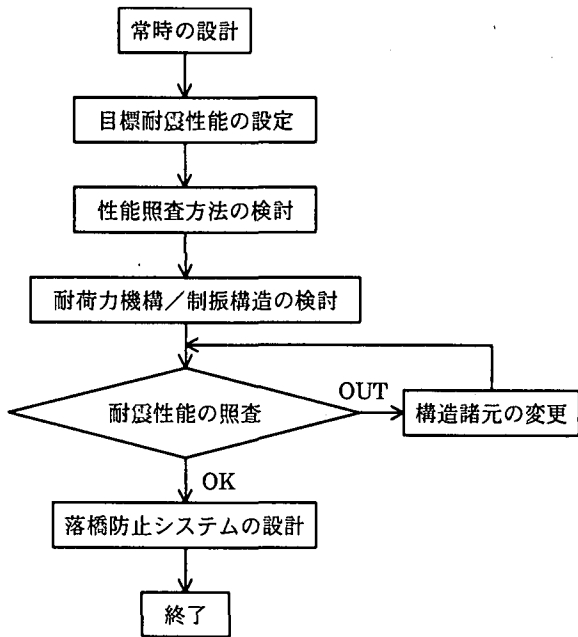 常時の設計
目標耐震性能の設定
性能照査方法の検討
耐荷力機構／制振構造の検討
耐震性能の照査
OUT
構造諸元の変更
OK
落橋防止システムの設計
終了